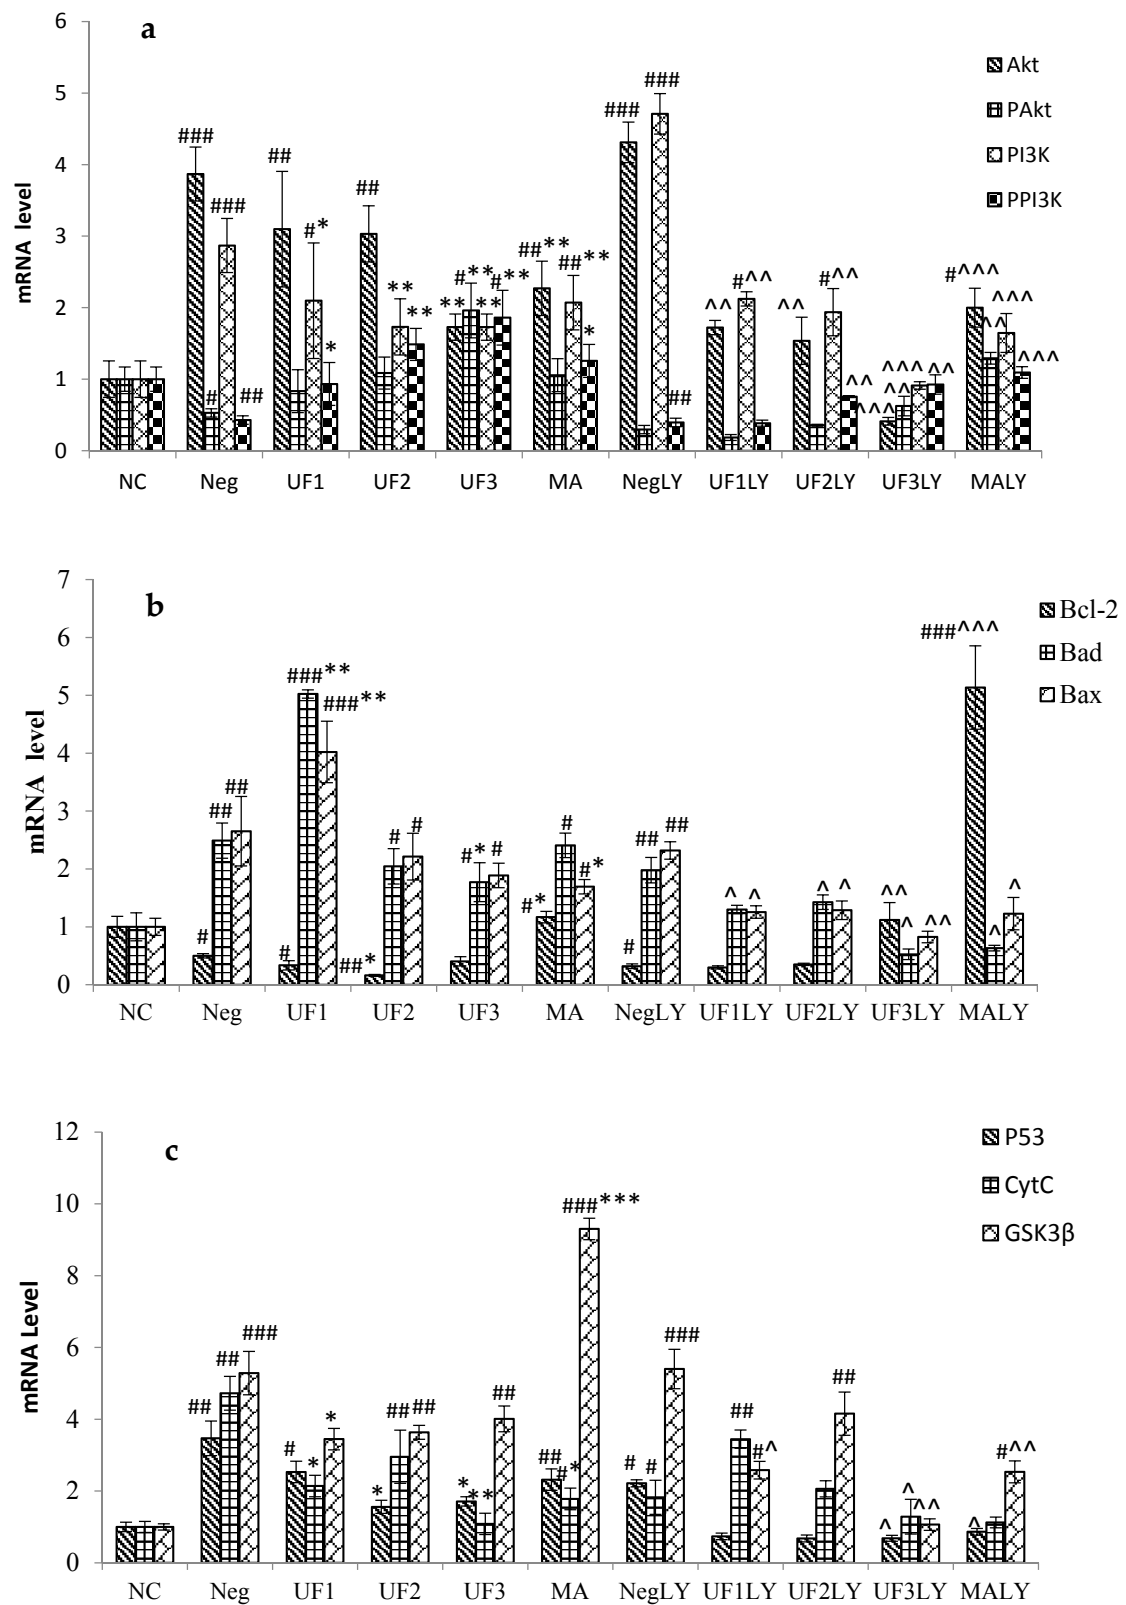 a
6
5
4
3
2
1
0
mRNA level
Akt
PAkt
PI3K
PPI3K
### # ### ##
## #* *
## ** **
** #** ** #**
##** ##** *
### ### ##
^^ #^^
^^ #^^ ^^
^^^ ^^ ^^^ ^^
#^^^ ^^ ^^^ ^^^
NC Neg UF1 UF2 UF3 MA NegLY UF1LY UF2LY UF3LY MALY
b
7
6
5
4
3
2
1
0
mRNA level
Bcl-2
Bad
Bax
# ## ##
# ###** ###**
##* # #
#* #
#* # #*
# ## ##
^ ^
^ ^
^^ ^ ^^
###^^^ ^ ^
NC Neg UF1 UF2 UF3 MA NegLY UF1LY UF2LY UF3LY MALY
c
12
10
8
6
4
2
0
mRNA Level
P53
CytC
GSK3β
## ## ###
# * *
* ## ##
* ** ##
## #* ###***
# # ###
## #^
##
^ ^ ^^
^ #^^
NC Neg UF1 UF2 UF3 MA NegLY UF1LY UF2LY UF3LY MALY